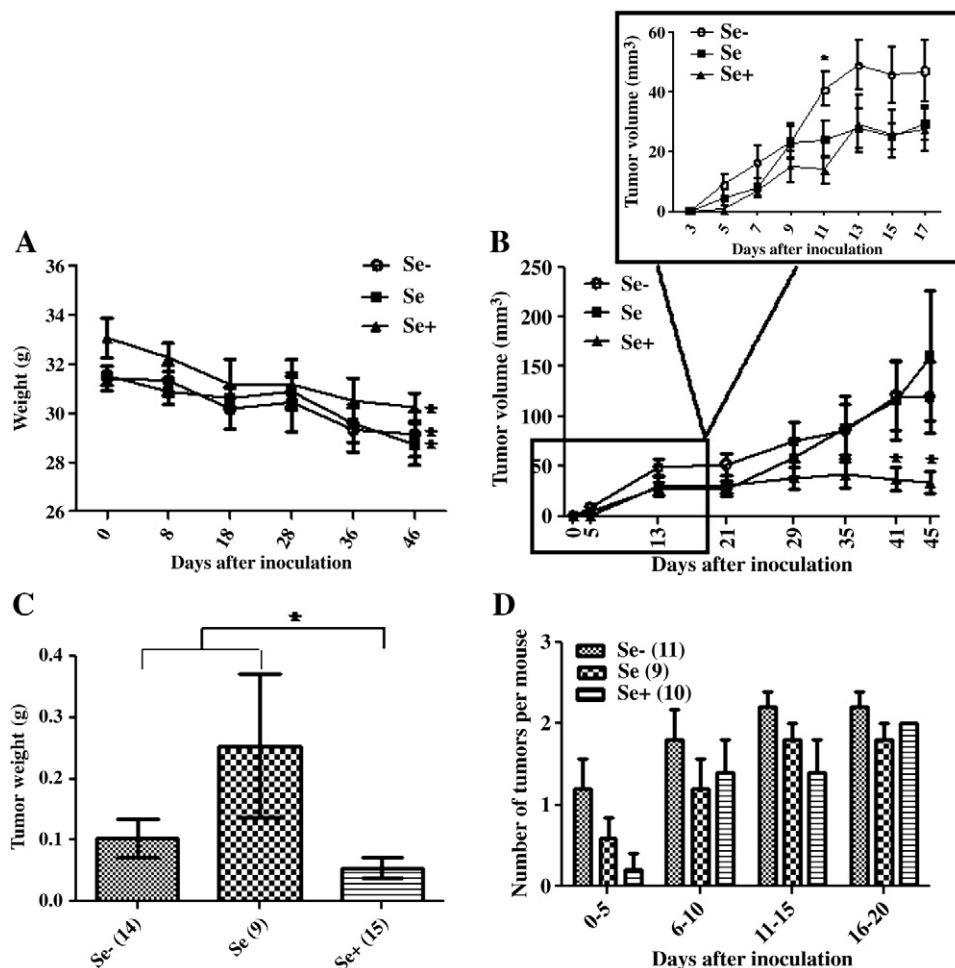 Se-
Se
Se+
Tumor volume (mm³)
60
40
20
0
*
3 5 7 9 11 13 15 17
Days after inoculation
A
Se-
Se
Se+
Weight (g)
36
34
32
30
28
26
*
*
*
0 8 18 28 36 46
Days after inoculation
B
Se-
Se
Se+
Tumor volume (mm³)
250
200
150
100
50
0
* *
0 5 13 21 29 35 41 45
Days after inoculation
C
*
Tumor weight (g)
0.4
0.3
0.2
0.1
0.0
Se- (14) Se (9) Se+ (15)
D
Se- (11)
Se (9)
Se+ (10)
Number of tumors per mouse
3
2
1
0
0-5 6-10 11-15 16-20
Days after inoculation